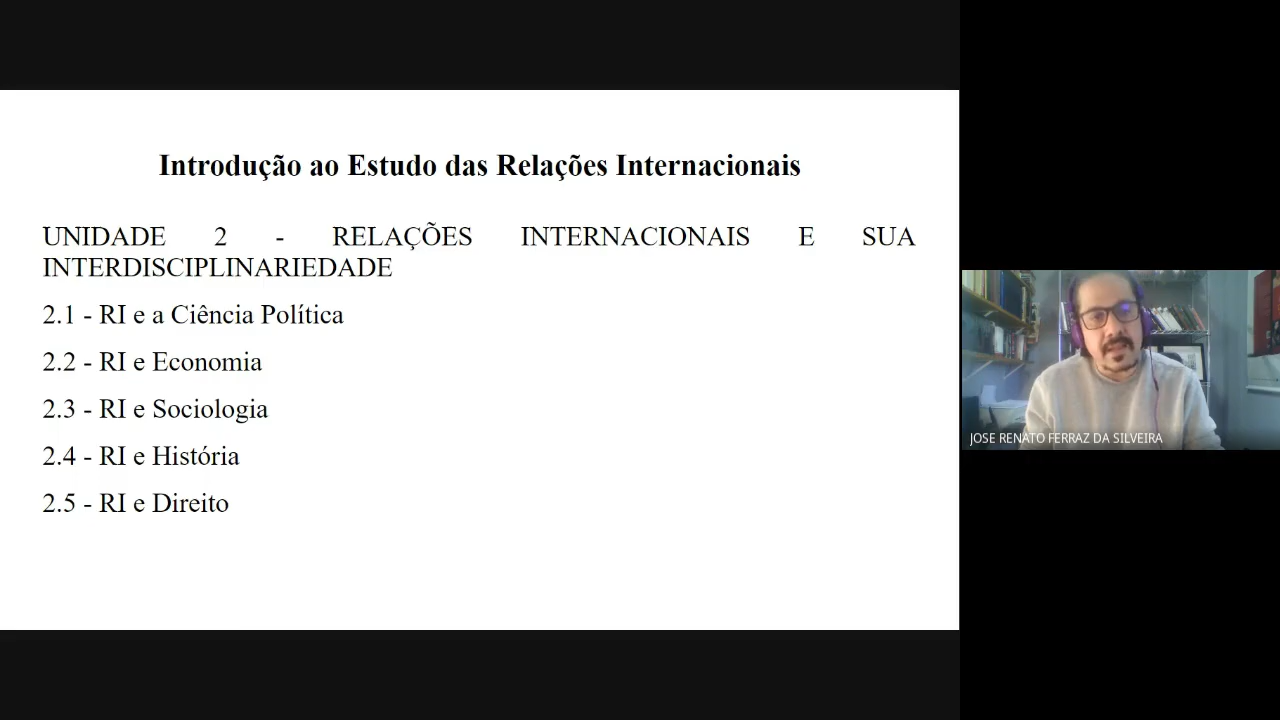 Introdução ao Estudo das Relações Internacionais
UNIDADE 2 - RELAÇÕES INTERNACIONAIS E SUA
INTERDISCIPLINARIEDADE
2.1 - RI e a Ciência Política
2.2 - RI e Economia
2.3 - RI e Sociologia
2.4 - RI e História
2.5 - RI e Direito
JOSE RENATO FERRAZ DA SILVEIRA